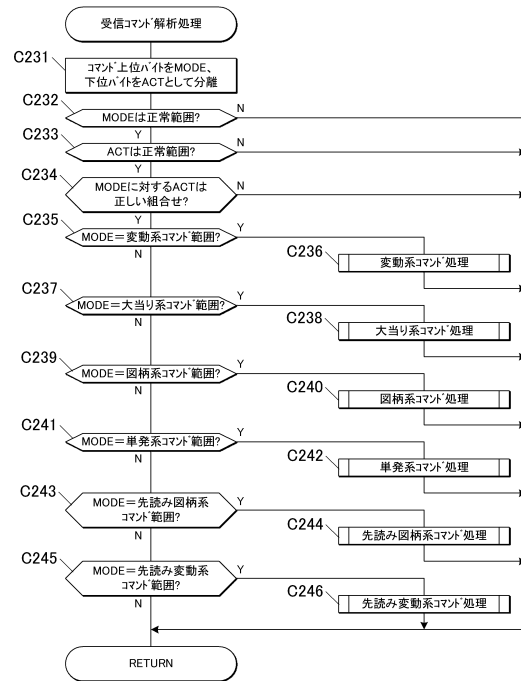 受信コマンド解析処理
C231
コマンド上位バイトをMODE、
下位バイトをACTとして分離
C232
MODEは正常範囲?
N
Y
C233
ACTは正常範囲?
N
Y
C234
MODEに対するACTは
正しい組合せ?
N
Y
C235
MODE=変動系コマンド範囲?
Y
N
C236
変動系コマンド処理
C237
MODE=大当り系コマンド範囲?
Y
N
C238
大当り系コマンド処理
C239
MODE=図柄系コマンド範囲?
Y
N
C240
図柄系コマンド処理
C241
MODE=単発系コマンド範囲?
Y
N
C242
単発系コマンド処理
C243
MODE=先読み図柄系
コマンド範囲?
Y
N
C244
先読み図柄系コマンド処理
C245
MODE=先読み変動系
コマンド範囲?
Y
N
C246
先読み変動系コマンド処理
RETURN